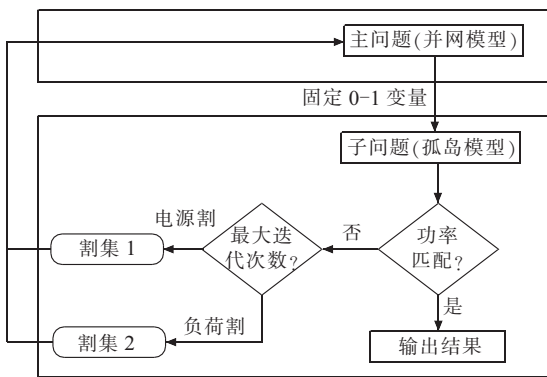 主问题(并网模型)
固定 0-1 变量
子问题(孤岛模型)
电源割
最大迭
代次数?
否
功率
匹配?
割集 1
是
负荷割
割集 2
输出结果